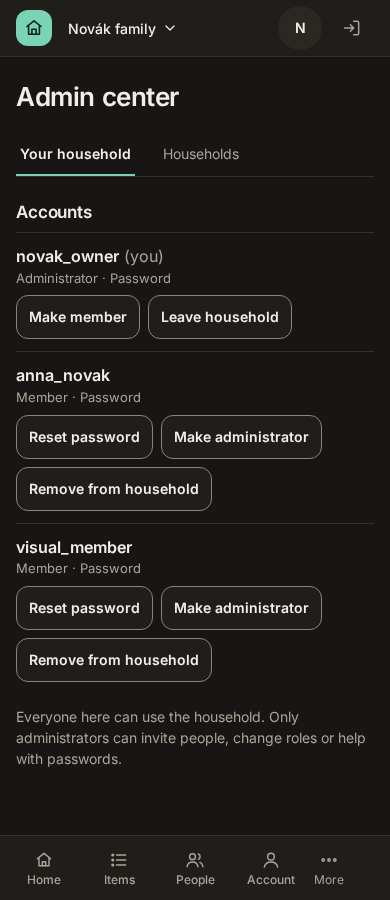 Novák family
N
Admin center
Your household
Households
Accounts
novak_owner (you)
Administrator · Password
Make member
Leave household
anna_novak
Member · Password
Reset password
Make administrator
Remove from household
visual_member
Member · Password
Reset password
Make administrator
Remove from household
Everyone here can use the household. Only
administrators can invite people, change roles or help
with passwords.
Home
Items
People
Account
More